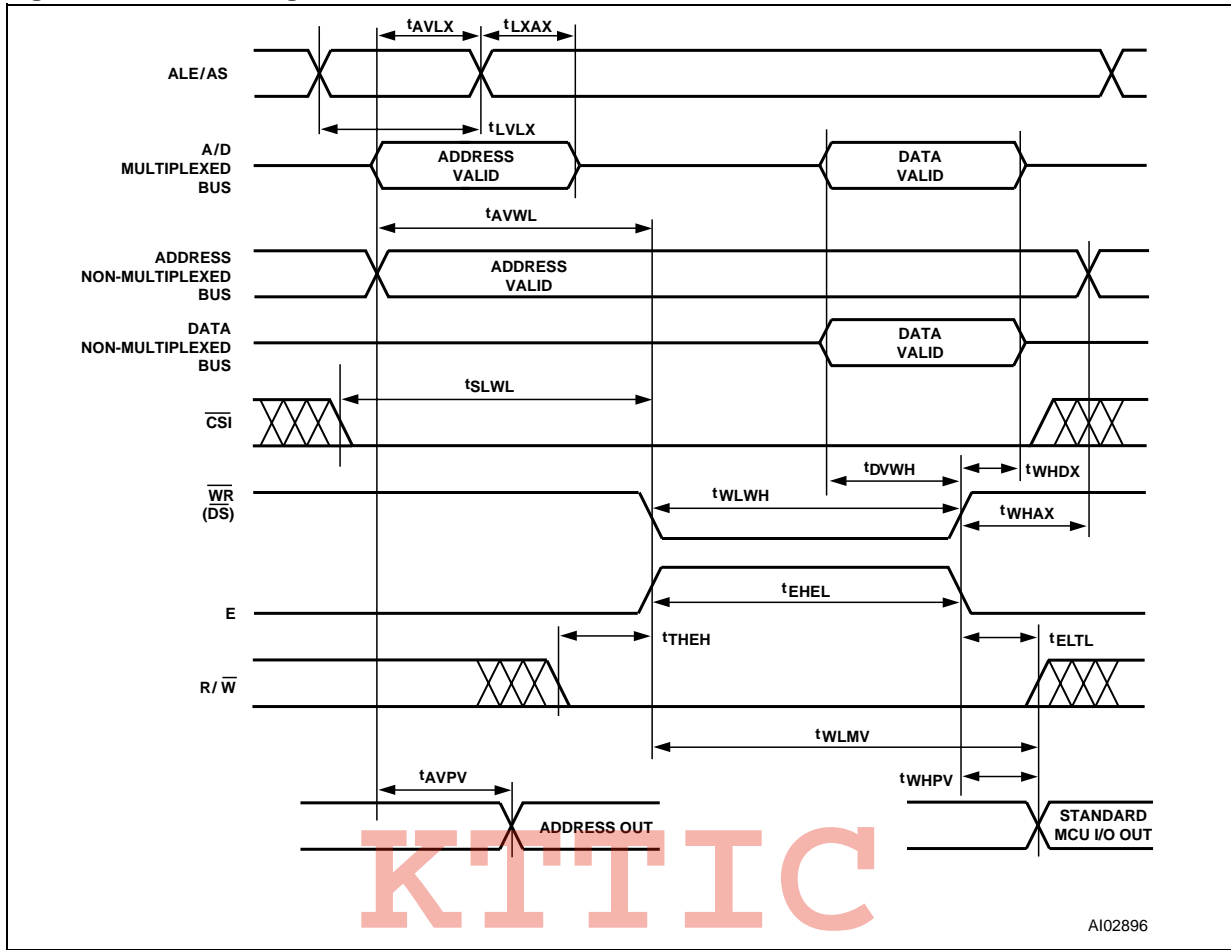 tAVLX
tLXAX
ALE/AS
tLVLX
A/D
MULTIPLEXED
BUS
ADDRESS
VALID
DATA
VALID
tAVWL
ADDRESS
NON-MULTIPLEXED
BUS
ADDRESS
VALID
DATA
NON-MULTIPLEXED
BUS
DATA
VALID
tSLWL
CSI
tDVWH
tWHDX
WR
(DS)
tWLWH
tWHAX
E
tEHEL
tTHEH
tELTL
R/ W
tWLMV
tAVPV
tWHPV
ADDRESS OUT
STANDARD
MCU I/O OUT
KTTIC
AI02896